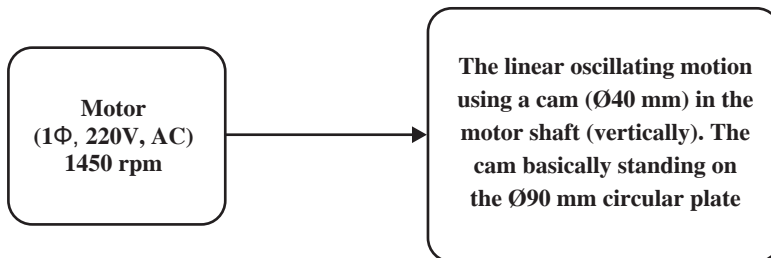 Motor
(1Φ, 220V, AC)
1450 rpm
The linear oscillating motion
using a cam (Ø40 mm) in the
motor shaft (vertically). The
cam basically standing on
the Ø90 mm circular plate